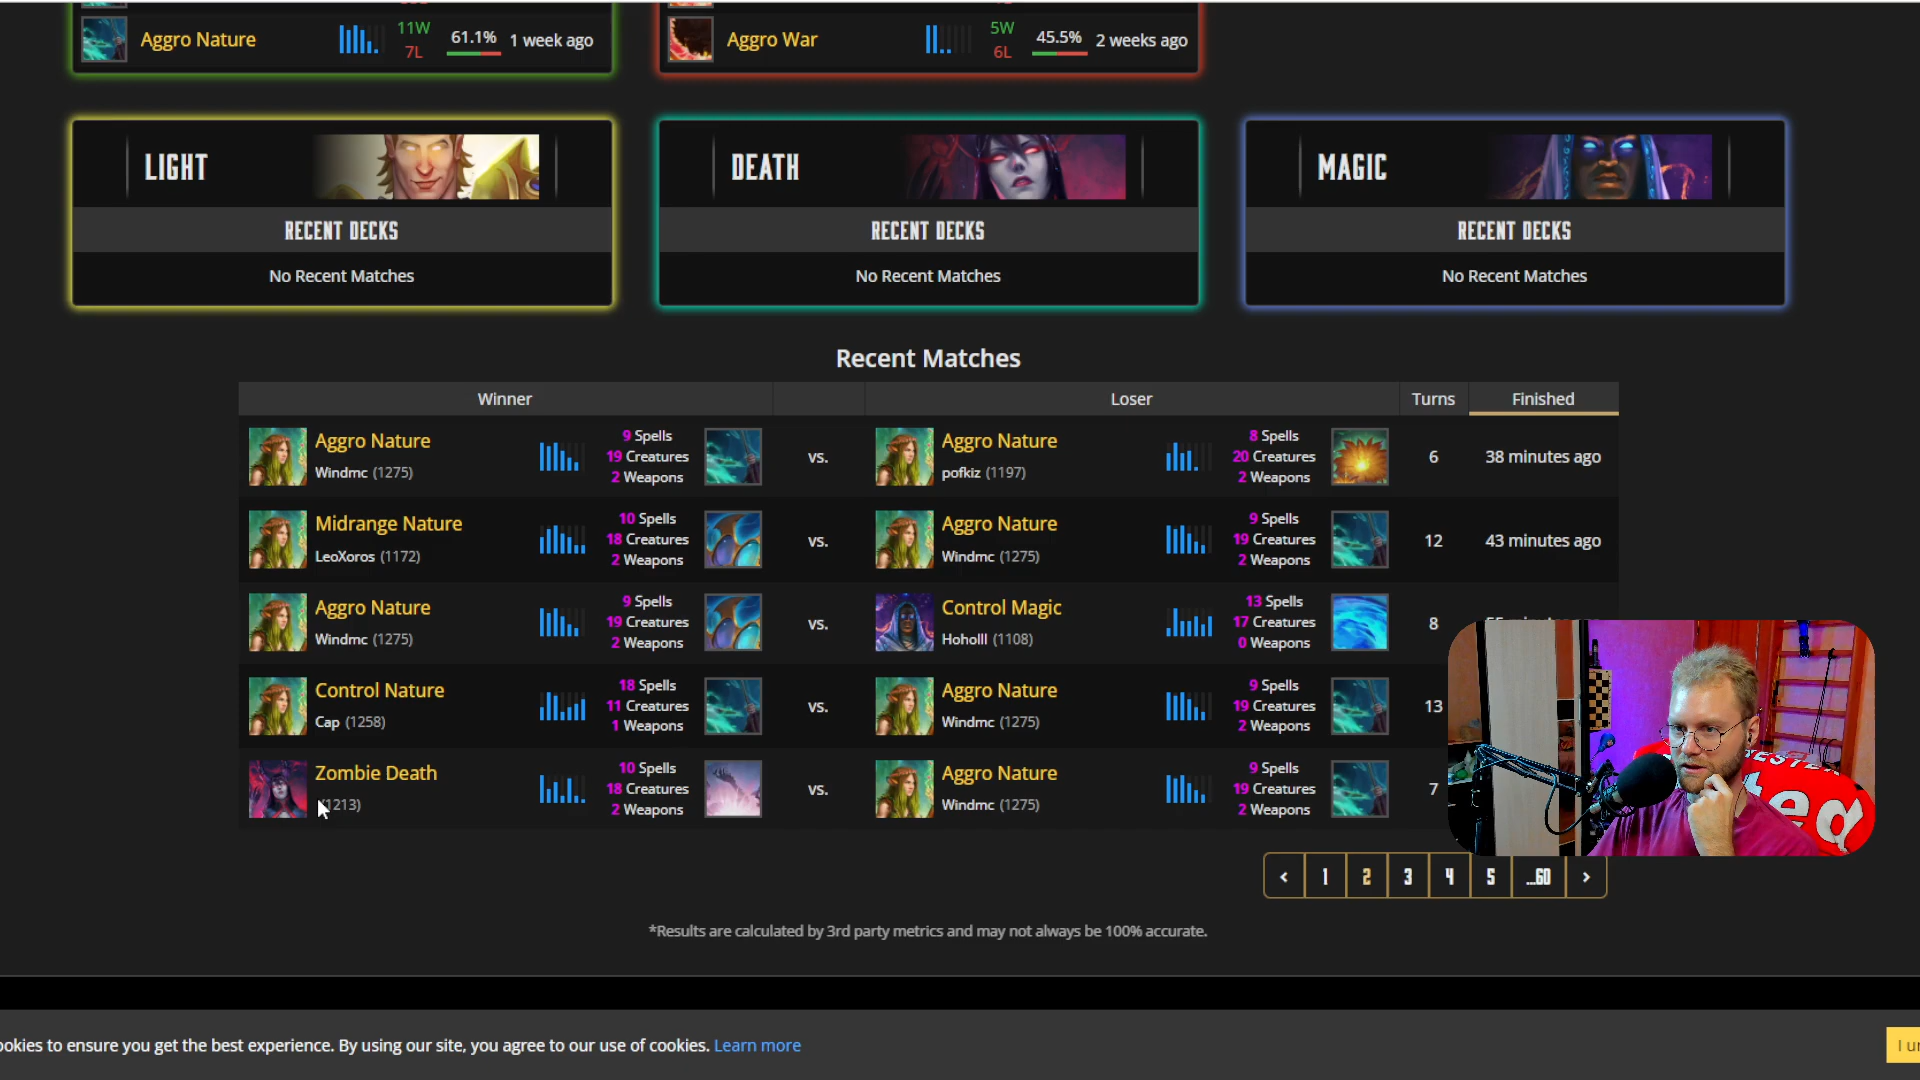 Aggro Nature 11W 7L 61.1% 1 week ago
Aggro War 5W 6L 45.5% 2 weeks ago
LIGHT
DEATH
MAGIC
RECENT DECKS
RECENT DECKS
RECENT DECKS
No Recent Matches
No Recent Matches
No Recent Matches
Recent Matches
Winner Loser Turns Finished
Aggro Nature
Windmc (1275)
9 Spells
19 Creatures
2 Weapons
vs.
Aggro Nature
pofkiz (1197)
8 Spells
20 Creatures
2 Weapons
6
38 minutes ago
Midrange Nature
LeoXoros (1172)
10 Spells
18 Creatures
2 Weapons
vs.
Aggro Nature
Windmc (1275)
9 Spells
19 Creatures
2 Weapons
12
43 minutes ago
Aggro Nature
Windmc (1275)
9 Spells
19 Creatures
2 Weapons
vs.
Control Magic
13 Spells
17 Creatures
0 Weapons
8
Control Nature
Cap (1258)
18 Spells
11 Creatures
1 Weapons
vs.
Aggro Nature
Windmc (1275)
9 Spells
19 Creatures
2 Weapons
13
Zombie Death
1213)
10 Spells
18 Creatures
2 Weapons
vs.
Aggro Nature
Windmc (1275)
9 Spells
19 Creatures
2 Weapons
7
< 1 2 3 4 5 ...60 >
*Results are calculated by 3rd party metrics and may not always be 100% accurate.
ookies to ensure you get the best experience. By using our site, you agree to our use of cookies. Learn more